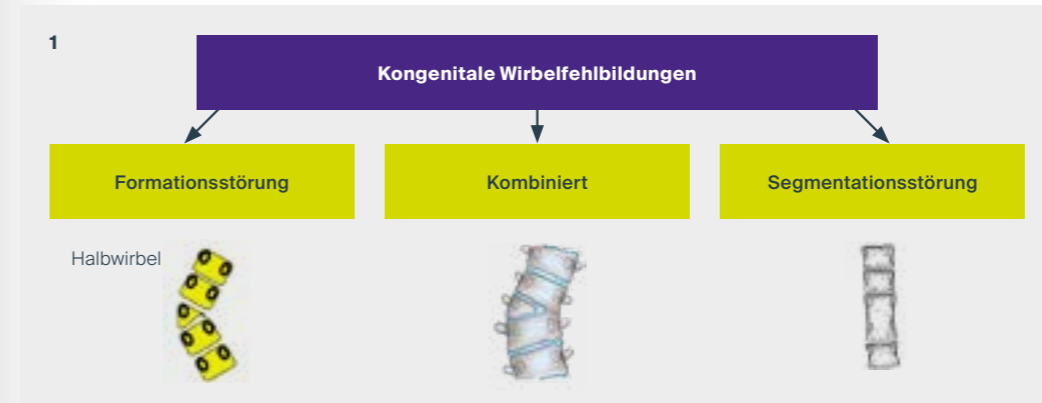 1
Kongenitale Wirbelfehlbildungen
Formationsstörung
Kombiniert
Segmentationsstörung
Halbwirbel